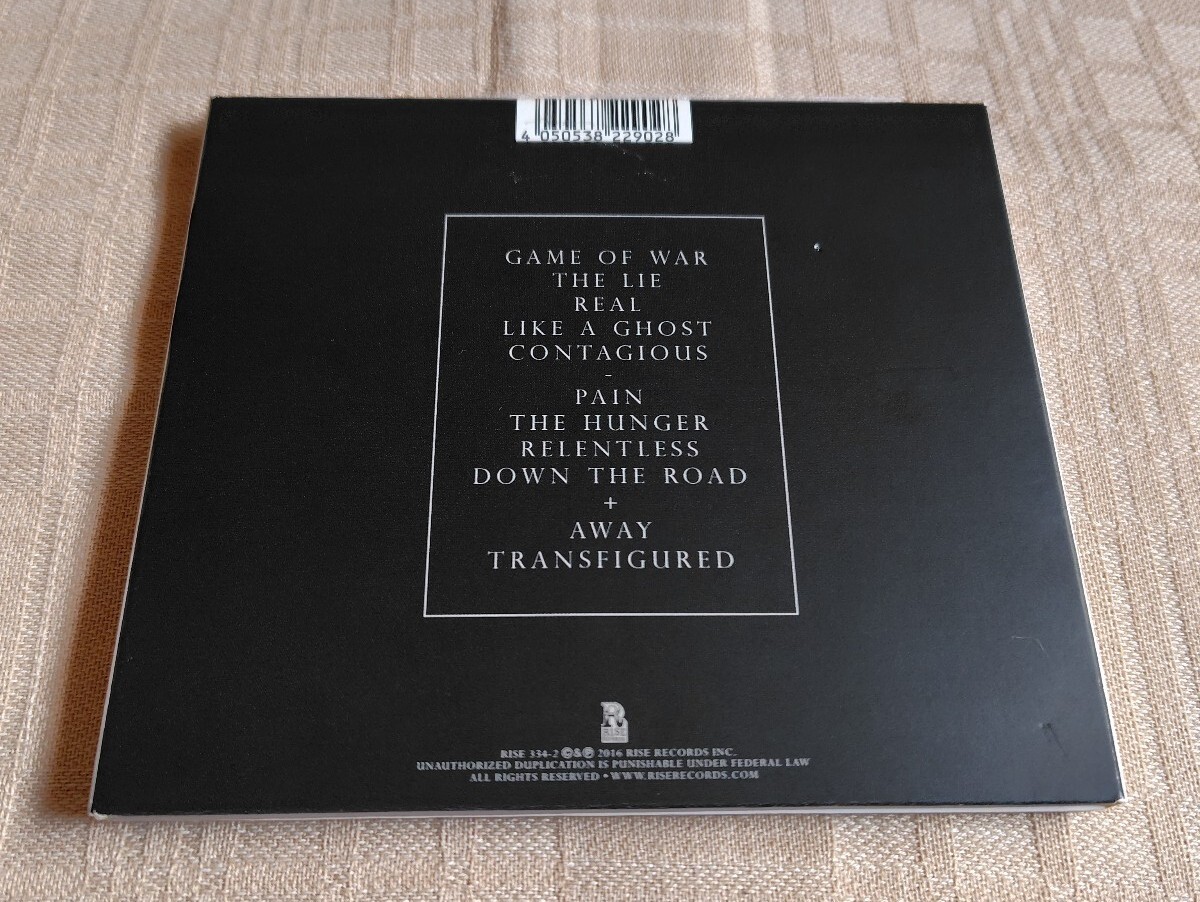 4 050538 229028
GAME OF WAR
THE LIE
REAL
LIKE A GHOST
CONTAGIOUS
-
PAIN
THE HUNGER
RELENTLESS
DOWN THE ROAD
+
AWAY
TRANSFIGURED
R
RISE
RISE 334-2 ©&℗ 2016 RISE RECORDS INC.
UNAUTHORIZED DUPLICATION IS PUNISHABLE UNDER FEDERAL LAW
ALL RIGHTS RESERVED • WWW.RISERECORDS.COM